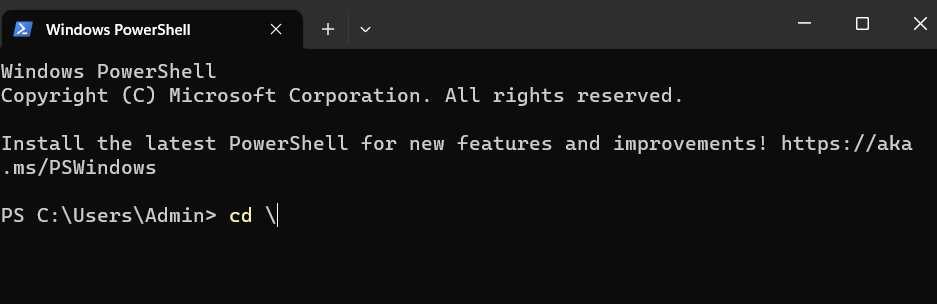 Windows PowerShell
Windows PowerShell
Copyright (C) Microsoft Corporation. All rights reserved.
Install the latest PowerShell for new features and improvements! https://aka
.ms/PSWindows
PS C:\Users\Admin> cd \